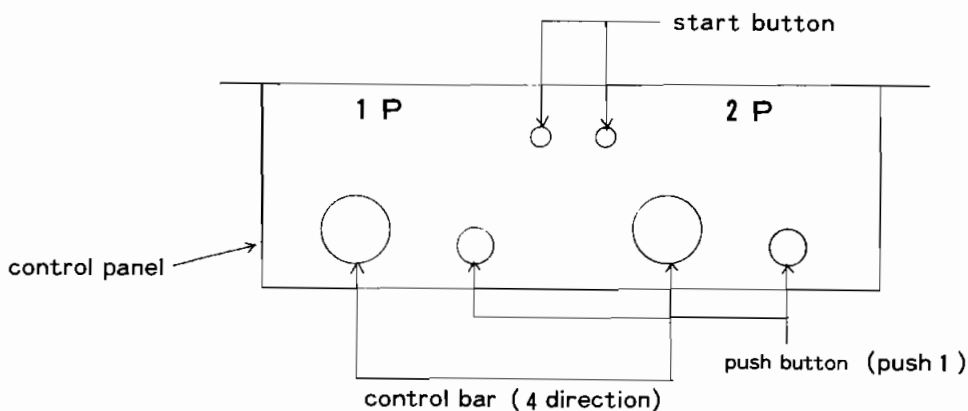 start button
1 P
2 P
control panel
push button (push 1)
control bar (4 direction)